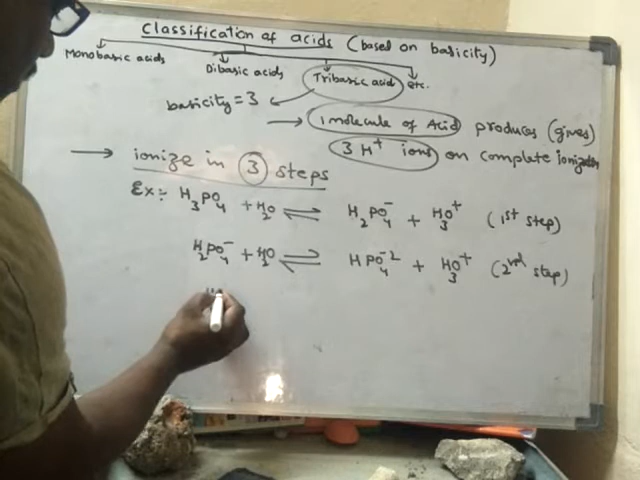 Classification of acids (based on basicity)
Monobasic acids Dibasic acids Tribasic acid etc.
basicity = 3
→ 1 molecule of Acid produces (gives)
3 H⁺ ions on complete ionization
→ ionize in 3 steps
Ex:- H₃PO₄ + H₂O ⇌ H₂PO₄⁻ + H₃O⁺ (1st step)
H₂PO₄⁻ + H₂O ⇌ HPO₄⁻² + H₃O⁺ (2nd step)
H